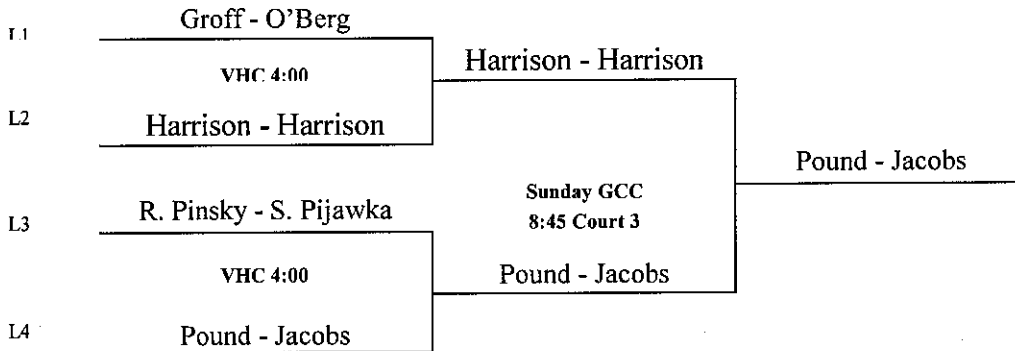 L1
Groff - O'Berg
VHC 4:00
Harrison - Harrison
L2
Harrison - Harrison
Pound - Jacobs
L3
R. Pinsky - S. Pijawka
Sunday GCC
8:45 Court 3
VHC 4:00
Pound - Jacobs
L4
Pound - Jacobs